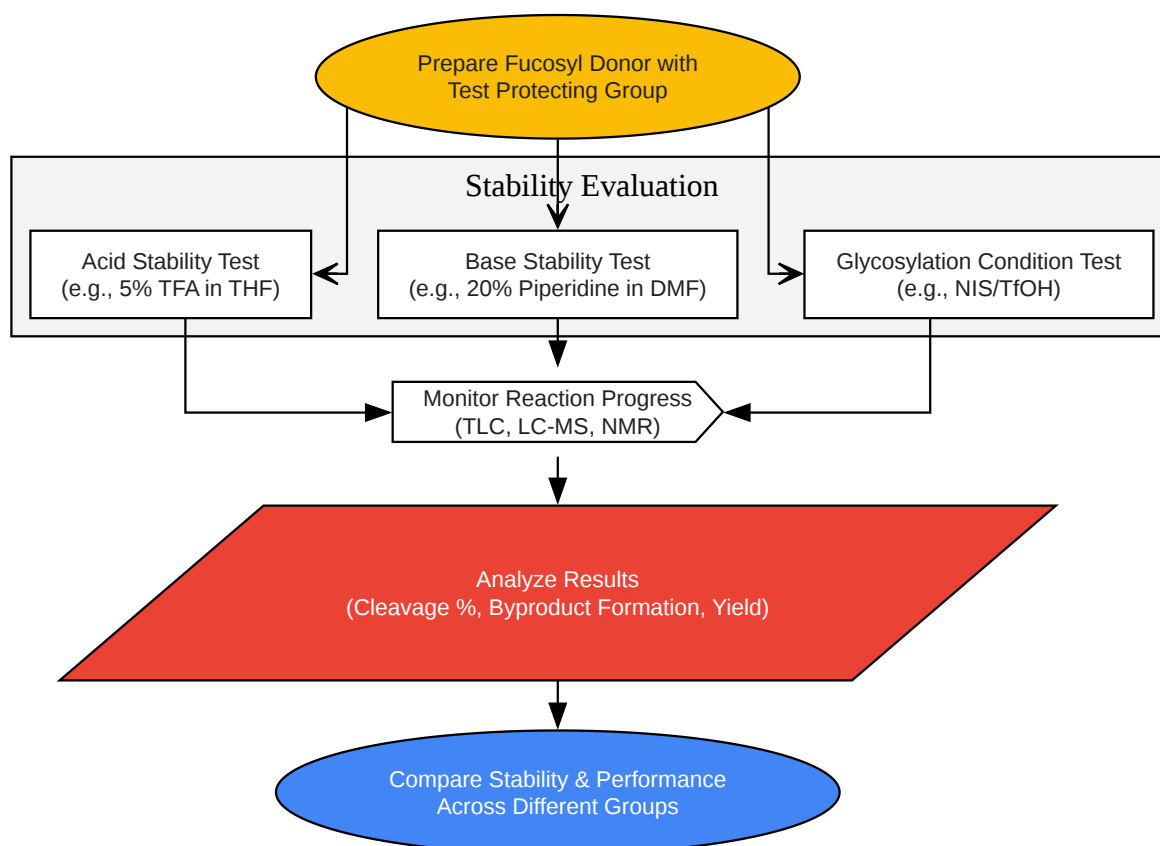 Prepare Fucosyl Donor with
Test Protecting Group
Stability Evaluation
Acid Stability Test
(e.g., 5% TFA in THF)
Base Stability Test
(e.g., 20% Piperidine in DMF)
Glycosylation Condition Test
(e.g., NIS/TfOH)
Monitor Reaction Progress
(TLC, LC-MS, NMR)
Analyze Results
(Cleavage %, Byproduct Formation, Yield)
Compare Stability & Performance
Across Different Groups